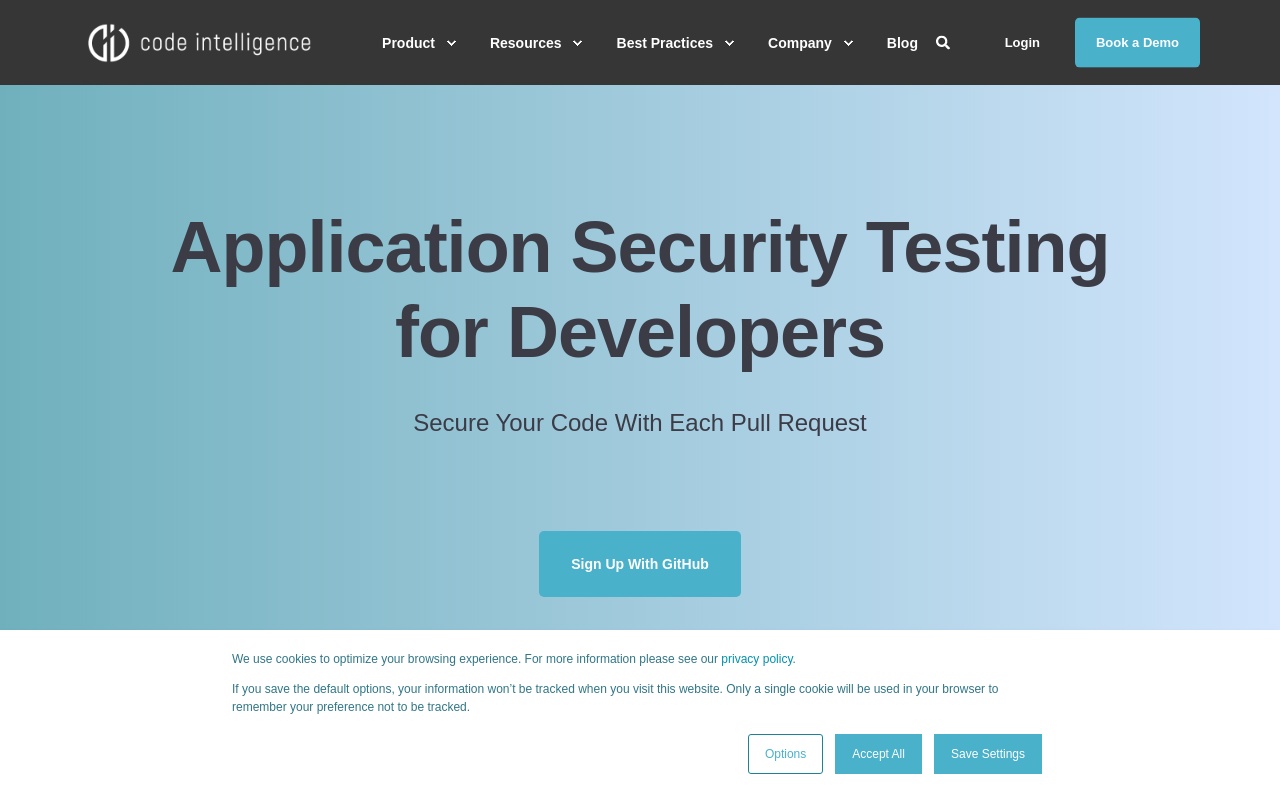 code intelligence
Product
Resources
Best Practices
Company
Blog
Login
Book a Demo
Application Security Testing
for Developers
Secure Your Code With Each Pull Request
Sign Up With GitHub
We use cookies to optimize your browsing experience. For more information please see our privacy policy.
If you save the default options, your information won’t be tracked when you visit this website. Only a single cookie will be used in your browser to
remember your preference not to be tracked.
Options
Accept All
Save Settings